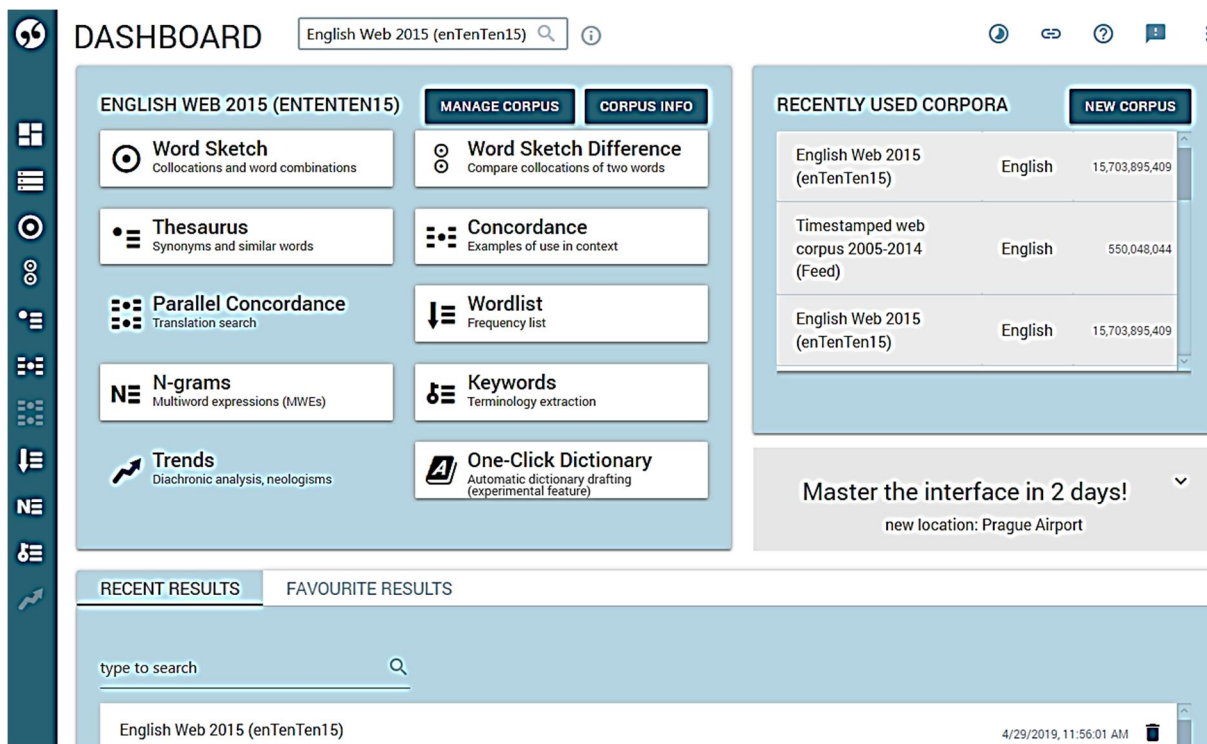 DASHBOARD
English Web 2015 (enTenTen15)
ENGLISH WEB 2015 (ENTENTEN15)
MANAGE CORPUS
CORPUS INFO
Word Sketch
Collocations and word combinations
Word Sketch Difference
Compare collocations of two words
Thesaurus
Synonyms and similar words
Concordance
Examples of use in context
Parallel Concordance
Translation search
Wordlist
Frequency list
N-grams
Multiword expressions (MWEs)
Keywords
Terminology extraction
Trends
Diachronic analysis, neologisms
One-Click Dictionary
Automatic dictionary drafting
(experimental feature)
RECENTLY USED CORPORA
NEW CORPUS
English Web 2015
(enTenTen15)
English
15,703,895,409
Timestamped web
corpus 2005-2014
(Feed)
English
550,048,044
English Web 2015
(enTenTen15)
English
15,703,895,409
Master the interface in 2 days!
new location: Prague Airport
RECENT RESULTS
FAVOURITE RESULTS
type to search
English Web 2015 (enTenTen15)
4/29/2019, 11:56:01 AM